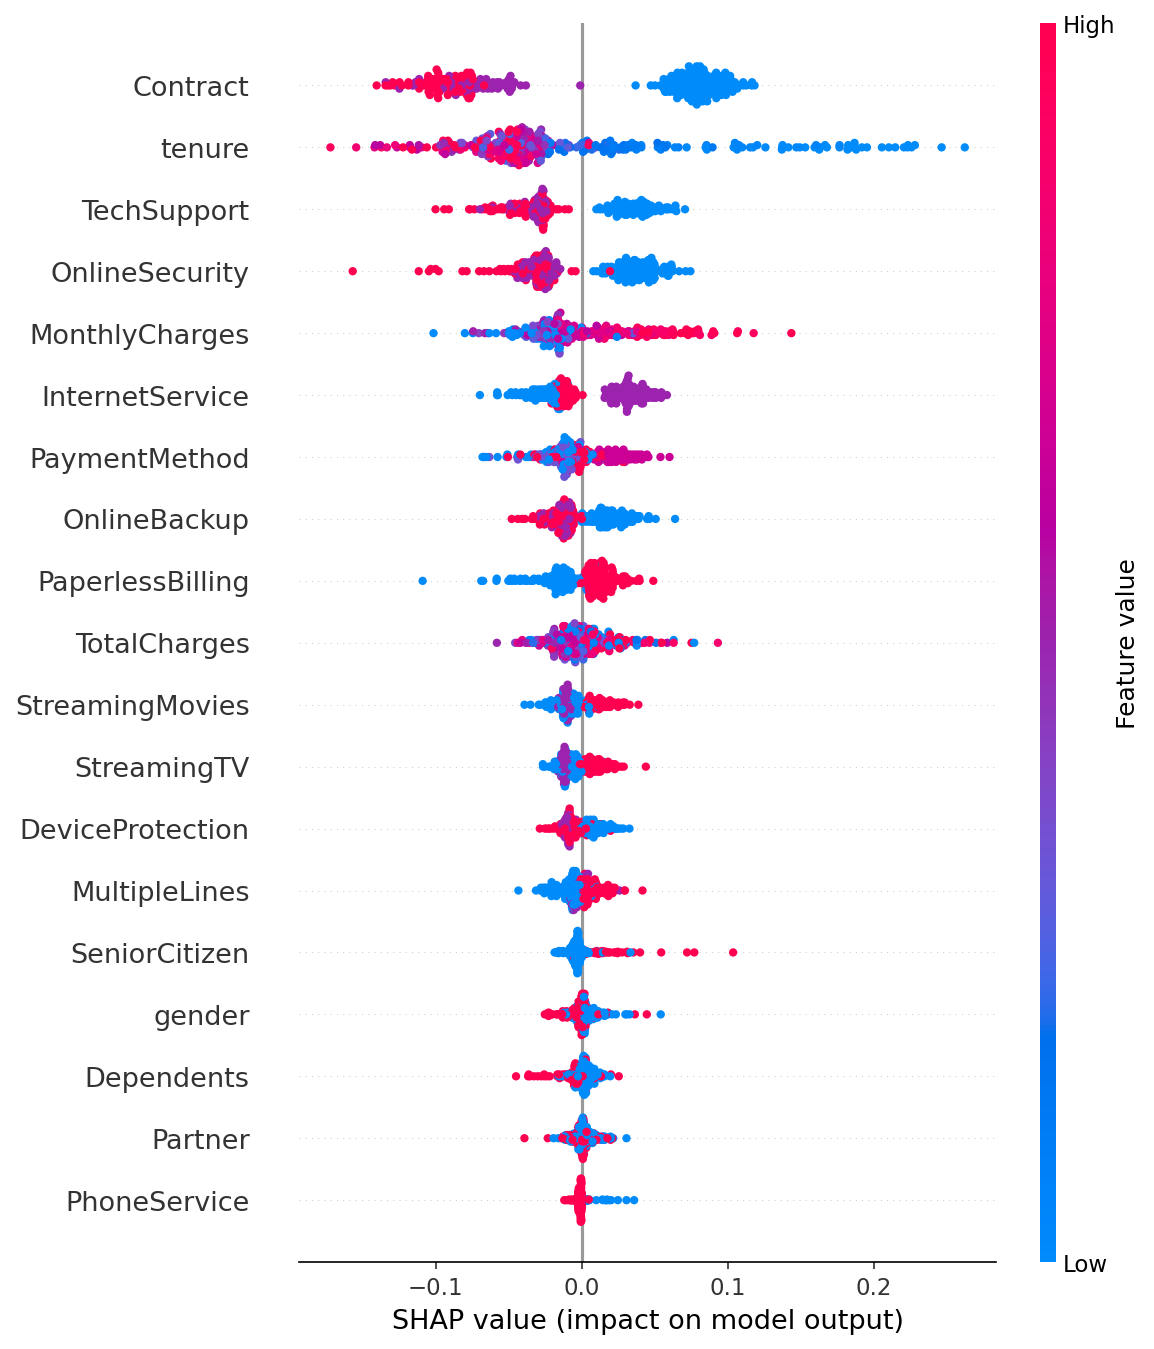 High
Contract
tenure
TechSupport
OnlineSecurity
MonthlyCharges
InternetService
PaymentMethod
OnlineBackup
PaperlessBilling
TotalCharges
StreamingMovies
StreamingTV
DeviceProtection
MultipleLines
SeniorCitizen
gender
Dependents
Partner
PhoneService
Feature value
Low
−0.1 0.0 0.1 0.2
SHAP value (impact on model output)